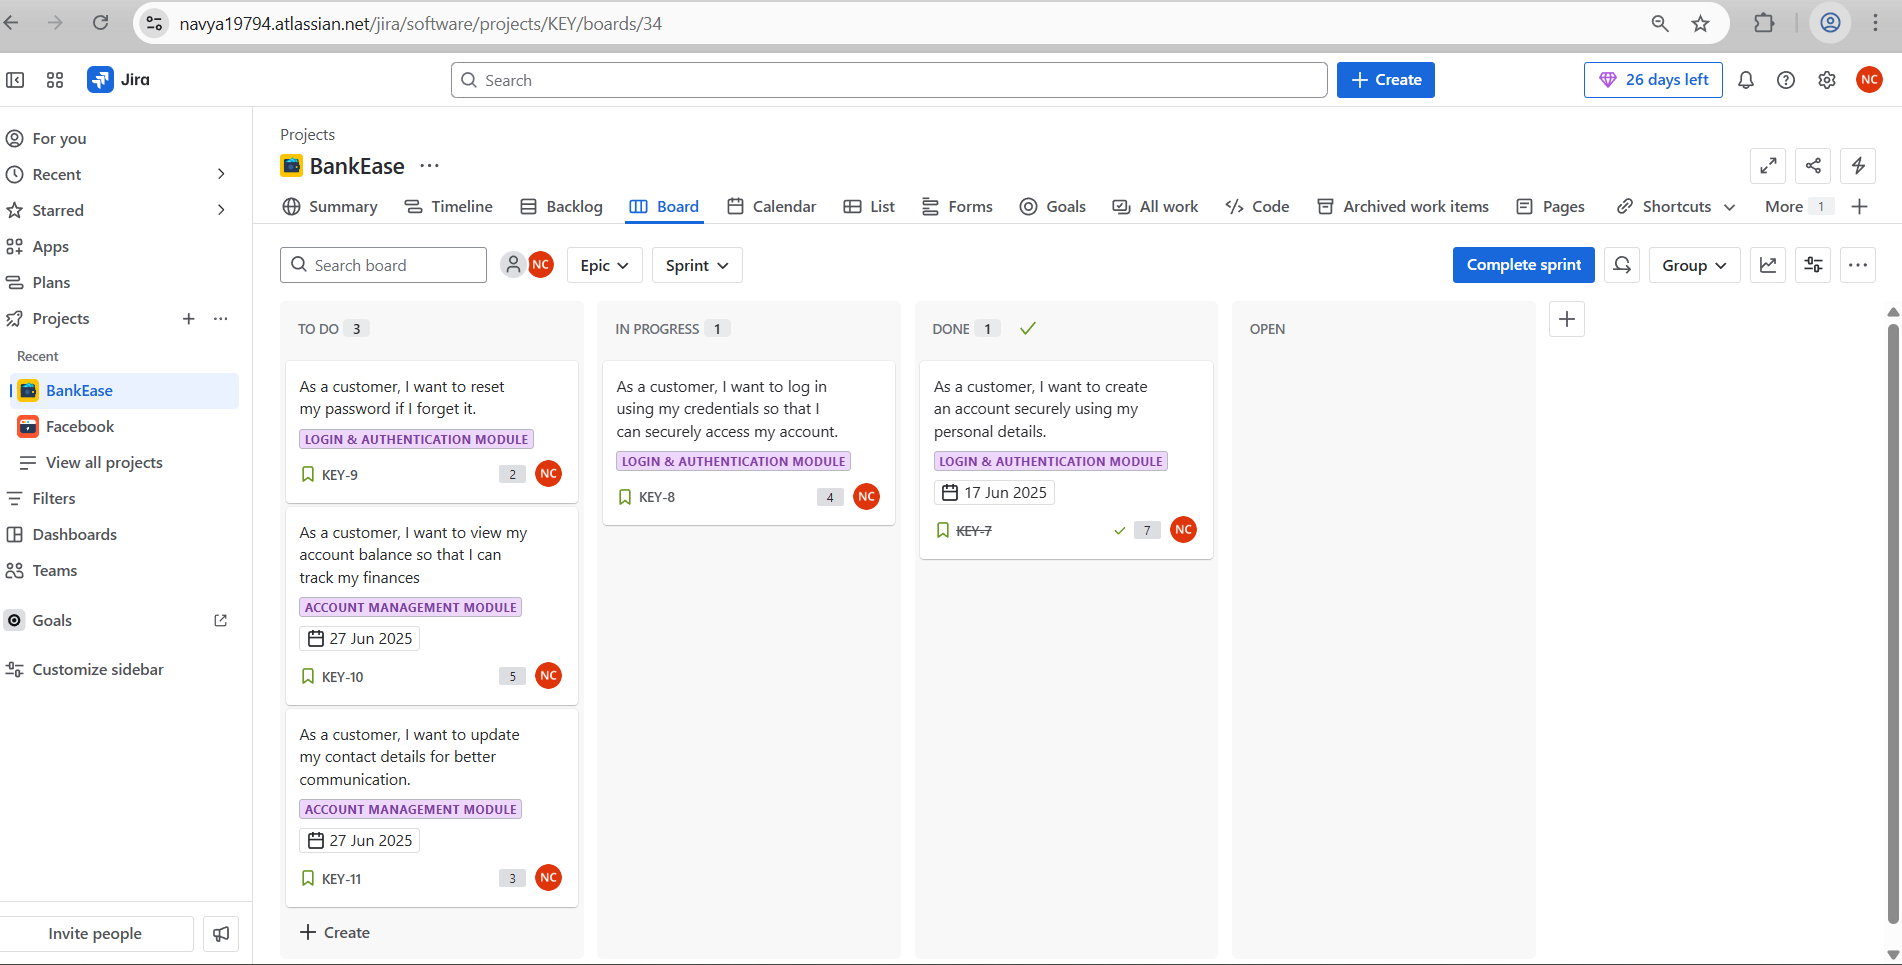 navya19794.atlassian.net/jira/software/projects/KEY/boards/34
Jira
Search
Create
26 days left
NC
For you
Recent
Starred
Apps
Plans
Projects
Recent
BankEase
Facebook
View all projects
Filters
Dashboards
Teams
Goals
Customize sidebar
Invite people
Projects
BankEase
Summary
Timeline
Backlog
Board
Calendar
List
Forms
Goals
All work
Code
Archived work items
Pages
Shortcuts
More 1
Search board
NC
Epic
Sprint
Complete sprint
Group
TO DO 3
As a customer, I want to reset
my password if I forget it.
LOGIN & AUTHENTICATION MODULE
KEY-9 2 NC
As a customer, I want to view my
account balance so that I can
track my finances
ACCOUNT MANAGEMENT MODULE
27 Jun 2025
KEY-10 5 NC
As a customer, I want to update
my contact details for better
communication.
ACCOUNT MANAGEMENT MODULE
27 Jun 2025
KEY-11 3 NC
Create
IN PROGRESS 1
As a customer, I want to log in
using my credentials so that I
can securely access my account.
LOGIN & AUTHENTICATION MODULE
KEY-8 4 NC
DONE 1
As a customer, I want to create
an account securely using my
personal details.
LOGIN & AUTHENTICATION MODULE
17 Jun 2025
KEY-7 7 NC
OPEN